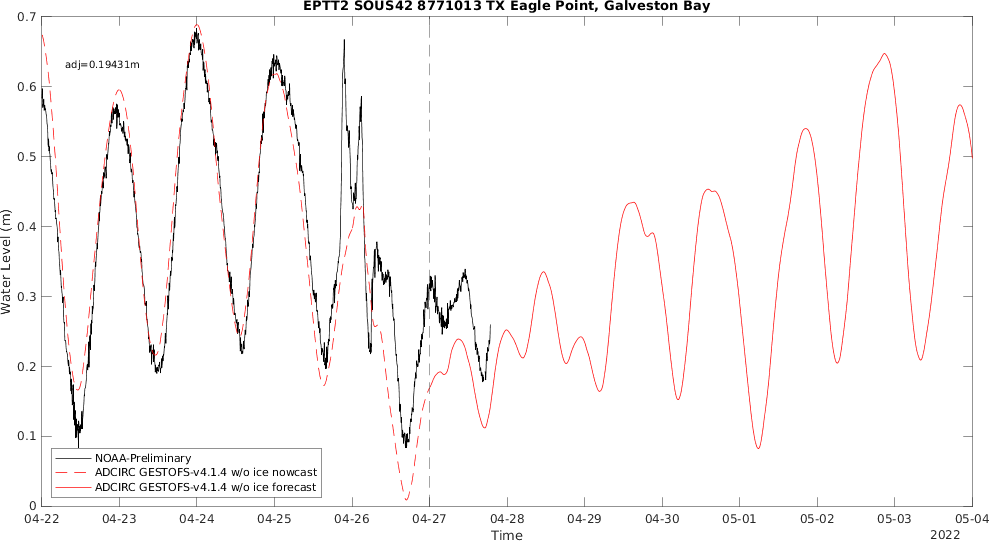 EPTT2 SOUS42 8771013 TX Eagle Point, Galveston Bay
0.7
adj=0.19431m
0.6
0.5
0.4
Water Level (m)
0.3
0.2
0.1
NOAA-Preliminary
ADCIRC GESTOFS-v4.1.4 w/o ice nowcast
ADCIRC GESTOFS-v4.1.4 w/o ice forecast
0
04-22 04-23 04-24 04-25 04-26 04-27 04-28 04-29 04-30 05-01 05-02 05-03 05-04
Time
2022